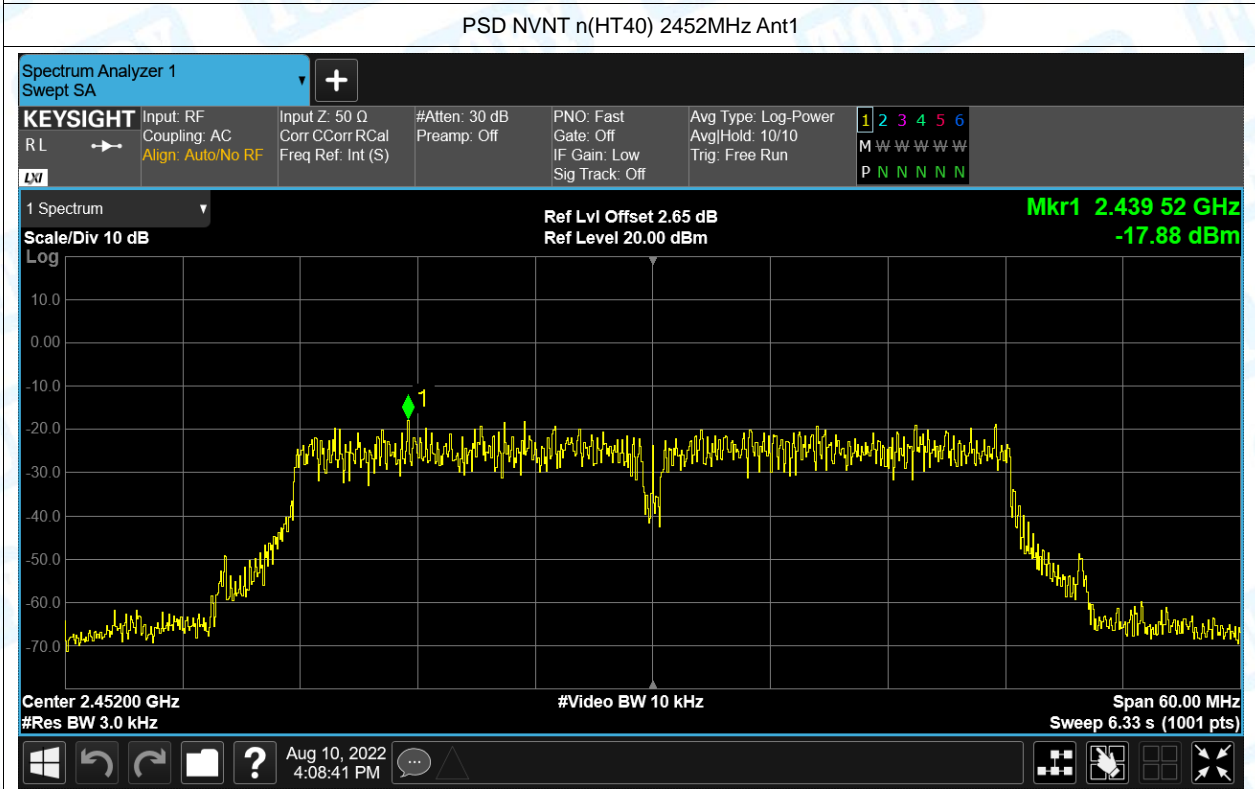 PSD NVNT n(HT40) 2452MHz Ant1
Spectrum Analyzer 1
Swept SA
+
KEYSIGHT
R L
LXI
Input: RF
Coupling: AC
Align: Auto/No RF
Input Z: 50 Ω
Corr CCorr RCal
Freq Ref: Int (S)
#Atten: 30 dB
Preamp: Off
PNO: Fast
Gate: Off
IF Gain: Low
Sig Track: Off
Avg Type: Log-Power
Avg|Hold: 10/10
Trig: Free Run
1 2 3 4 5 6
M W W W W W
P N N N N N
1 Spectrum
Scale/Div 10 dB
Log
Ref Lvl Offset 2.65 dB
Ref Level 20.00 dBm
Mkr1 2.439 52 GHz
-17.88 dBm
10.0
0.00
-10.0
-20.0
-30.0
-40.0
-50.0
-60.0
-70.0
1
Center 2.45200 GHz
#Res BW 3.0 kHz
#Video BW 10 kHz
Span 60.00 MHz
Sweep 6.33 s (1001 pts)
?
Aug 10, 2022
4:08:41 PM